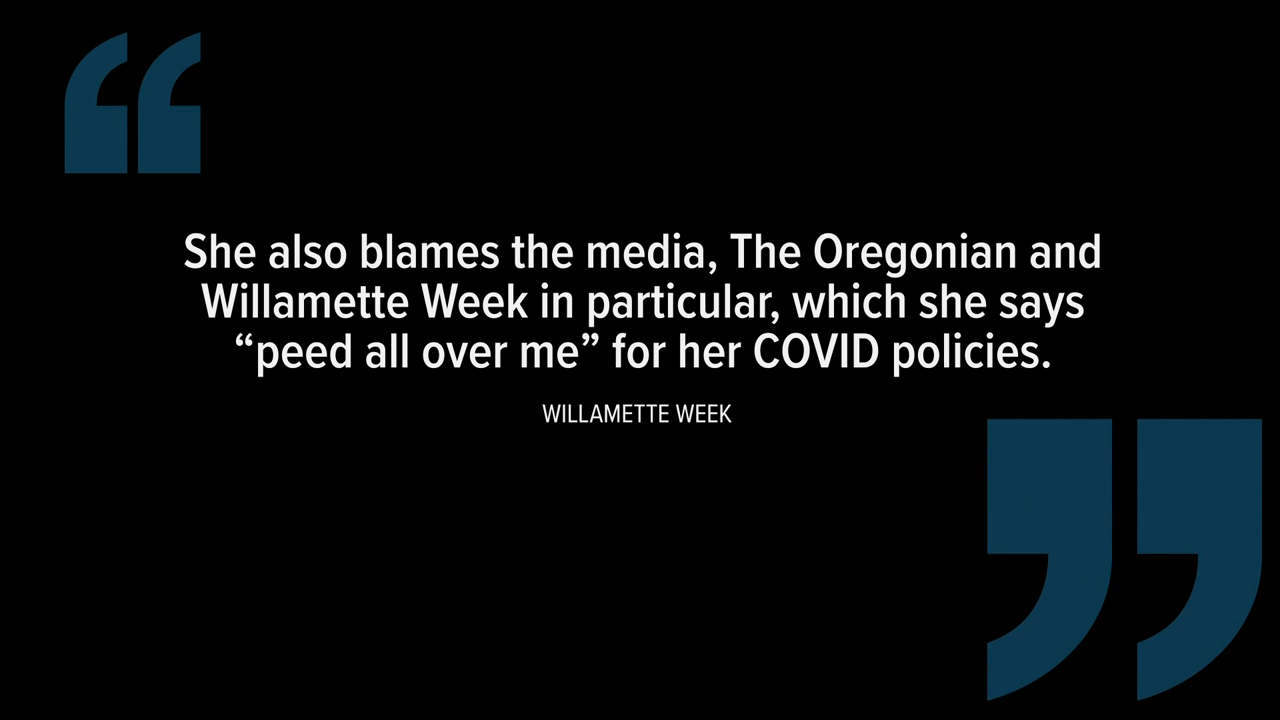 She also blames the media, The Oregonian and
Willamette Week in particular, which she says
“peed all over me” for her COVID policies.
WILLAMETTE WEEK